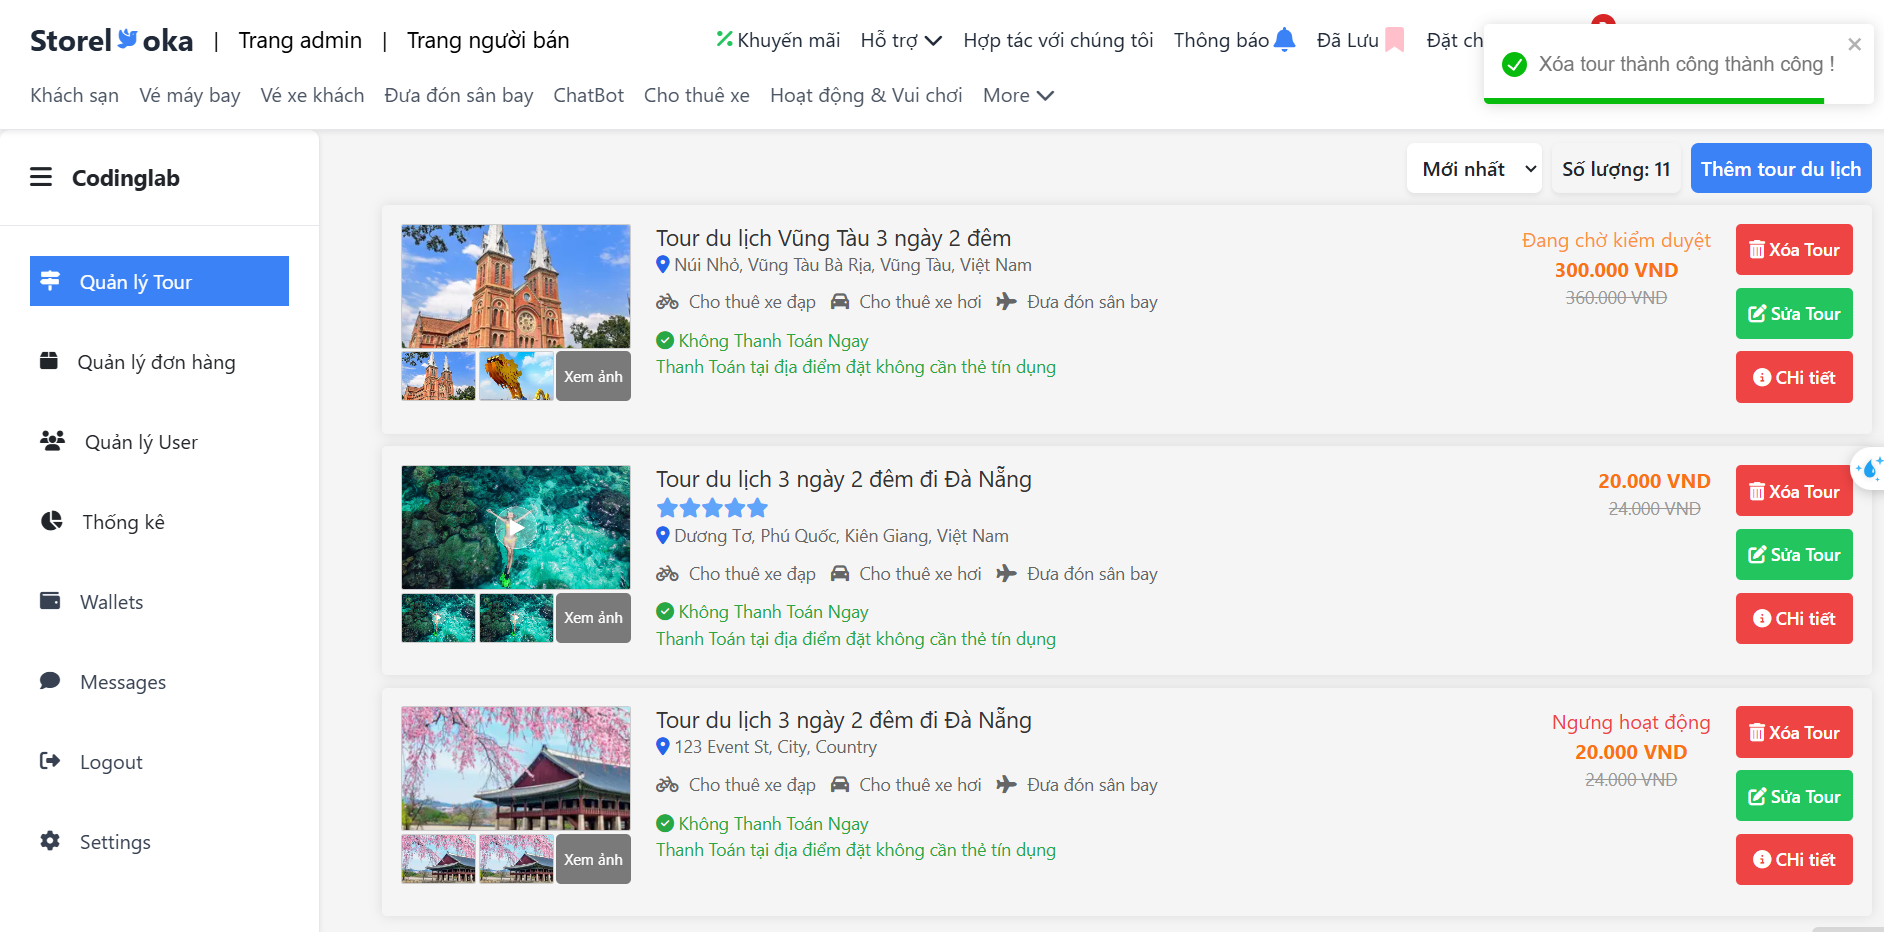 Storel oka | Trang admin | Trang người bán
Khuyến mãi Hỗ trợ Hợp tác với chúng tôi Thông báo Đã Lưu Đặt ch
Xóa tour thành công thành công !
Khách sạn Vé máy bay Vé xe khách Đưa đón sân bay ChatBot Cho thuê xe Hoạt động & Vui chơi More
Codinglab
Quản lý Tour
Quản lý đơn hàng
Quản lý User
Thống kê
Wallets
Messages
Logout
Settings
Mới nhất Số lượng: 11 Thêm tour du lịch
Tour du lịch Vũng Tàu 3 ngày 2 đêm
Núi Nhỏ, Vũng Tàu Bà Rịa, Vũng Tàu, Việt Nam
Cho thuê xe đạp Cho thuê xe hơi Đưa đón sân bay
Không Thanh Toán Ngay
Thanh Toán tại địa điểm đặt không cần thẻ tín dụng
Xem ảnh
Đang chờ kiểm duyệt
300.000 VND
360.000 VND
Xóa Tour
Sửa Tour
CHi tiết
Tour du lịch 3 ngày 2 đêm đi Đà Nẵng
Dương Tơ, Phú Quốc, Kiên Giang, Việt Nam
Cho thuê xe đạp Cho thuê xe hơi Đưa đón sân bay
Không Thanh Toán Ngay
Thanh Toán tại địa điểm đặt không cần thẻ tín dụng
Xem ảnh
20.000 VND
24.000 VND
Xóa Tour
Sửa Tour
CHi tiết
Tour du lịch 3 ngày 2 đêm đi Đà Nẵng
123 Event St, City, Country
Cho thuê xe đạp Cho thuê xe hơi Đưa đón sân bay
Không Thanh Toán Ngay
Thanh Toán tại địa điểm đặt không cần thẻ tín dụng
Xem ảnh
Ngưng hoạt động
20.000 VND
24.000 VND
Xóa Tour
Sửa Tour
CHi tiết